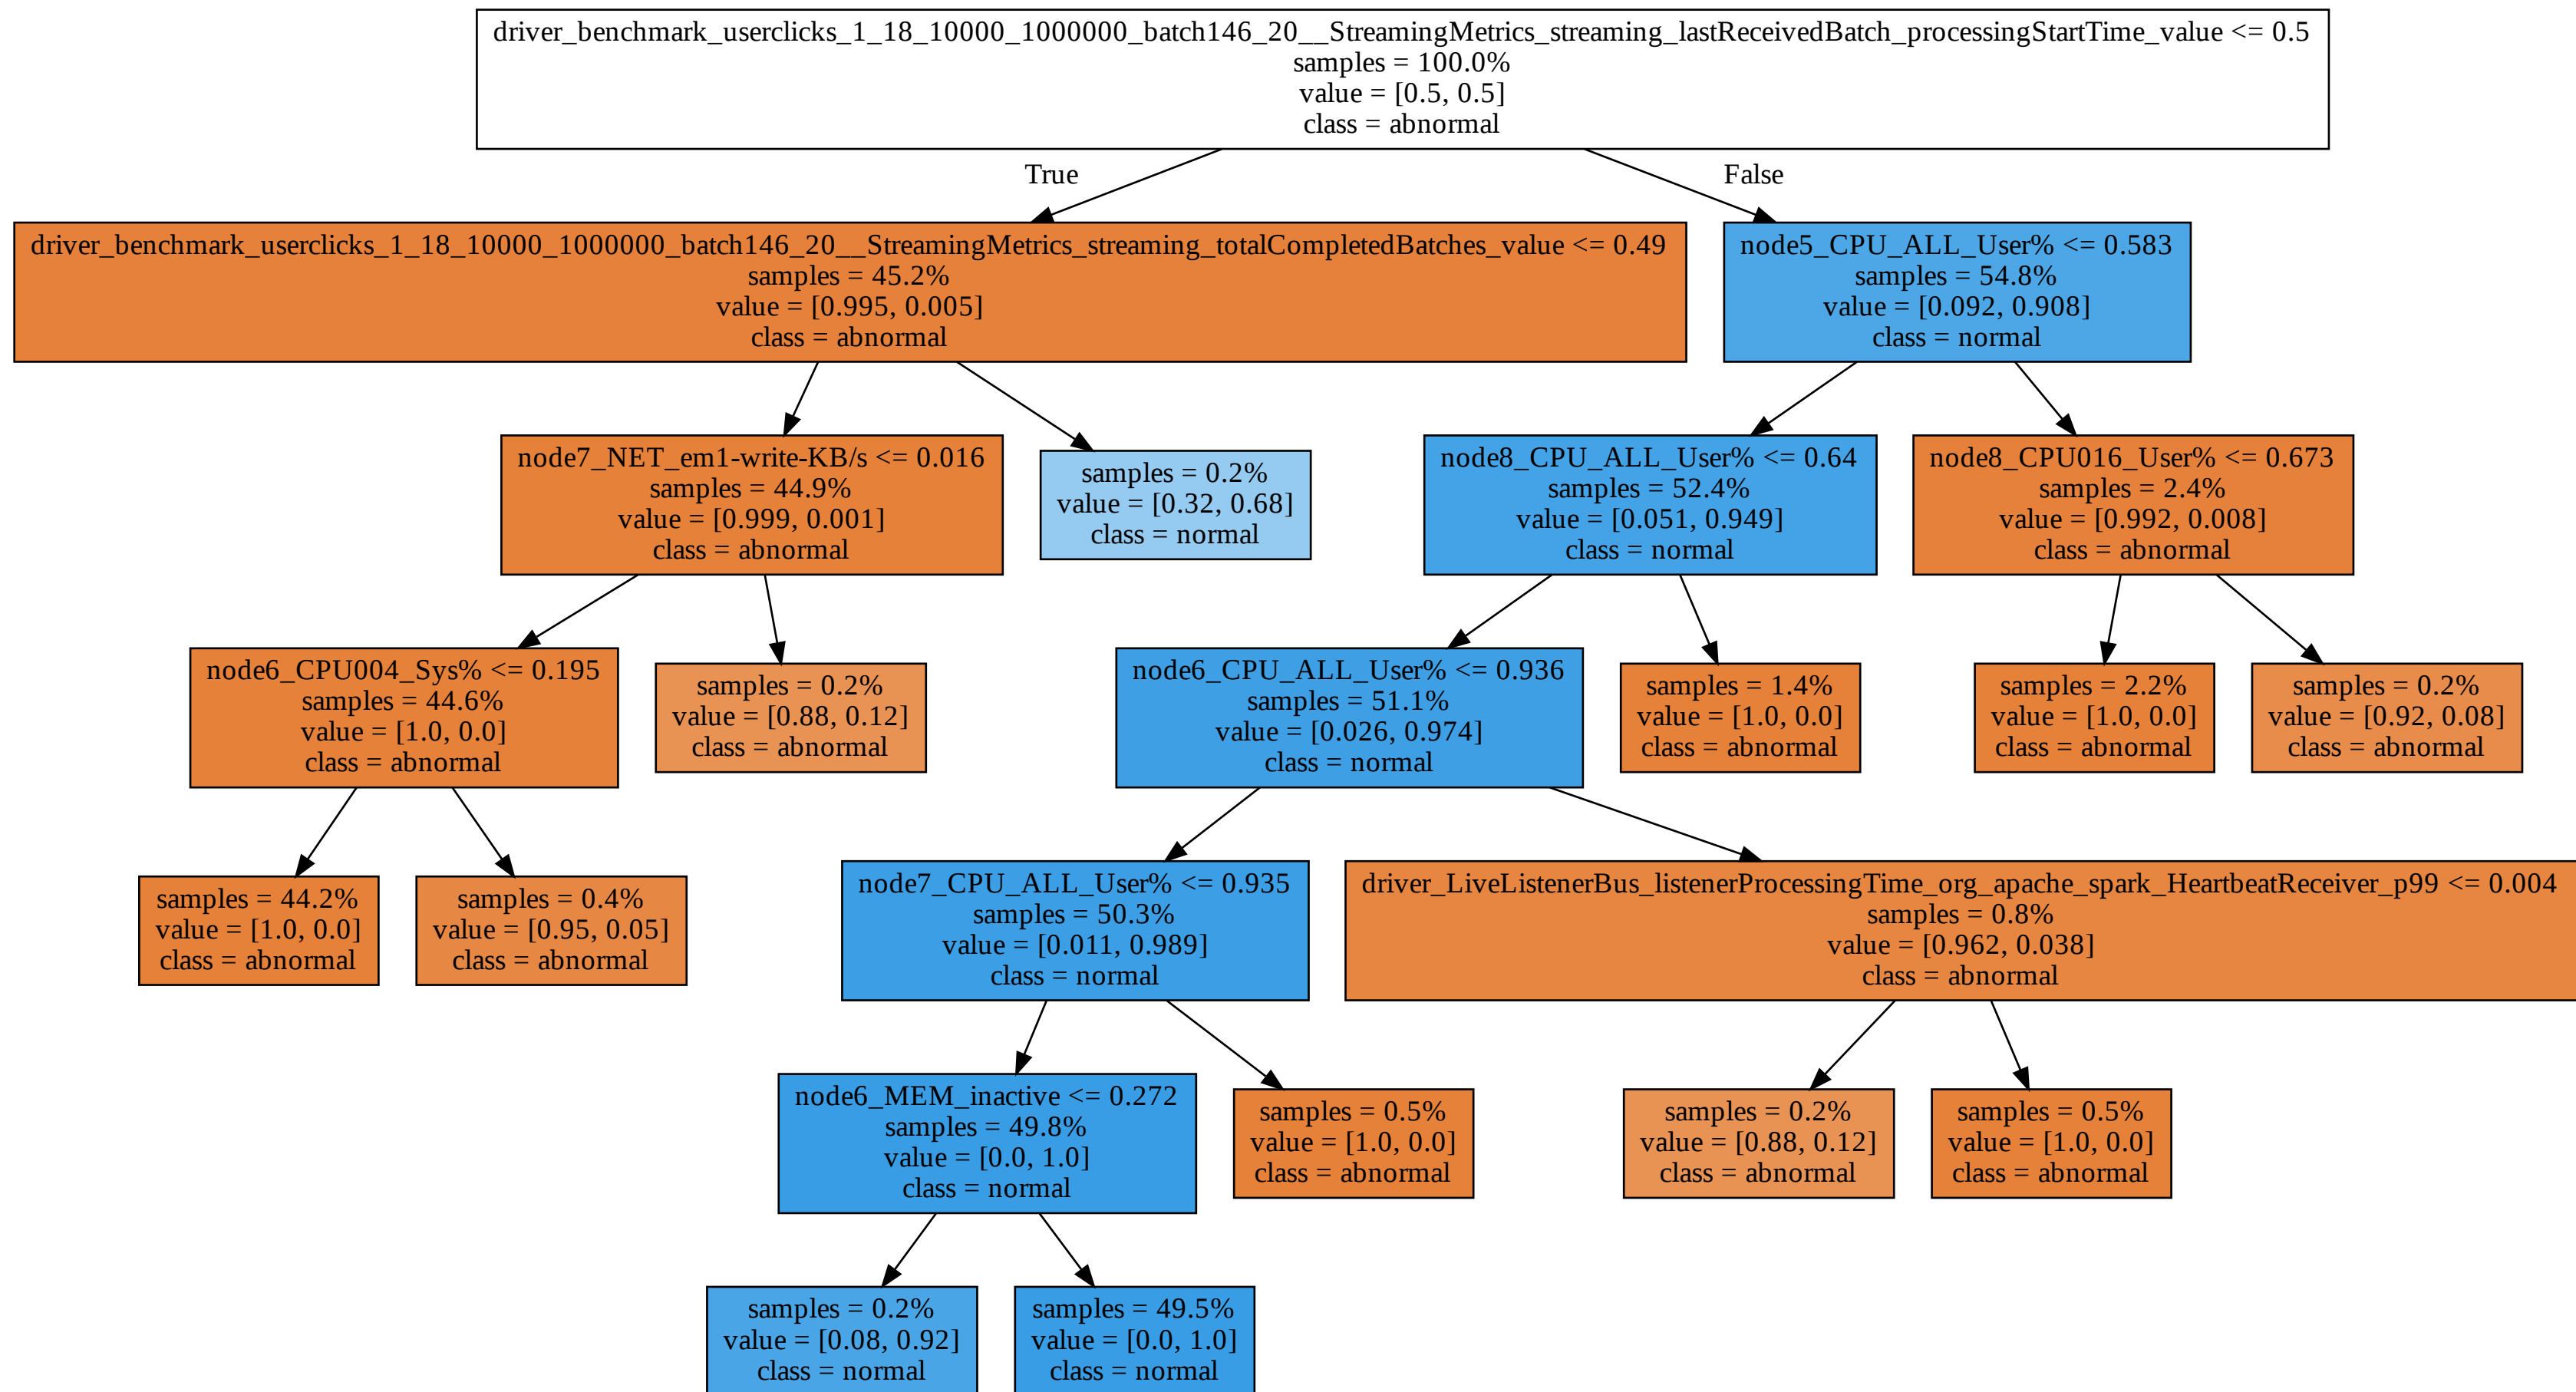 driver_benchmark_userclicks_1_18_10000_1000000_batch146_20__StreamingMetrics_streaming_lastReceivedBatch_processingStartTime_value <= 0.5
samples = 100.0%
value = [0.5, 0.5]
class = abnormal
True
False
driver_benchmark_userclicks_1_18_10000_1000000_batch146_20__StreamingMetrics_streaming_totalCompletedBatches_value <= 0.49
samples = 45.2%
value = [0.995, 0.005]
class = abnormal
node5_CPU_ALL_User% <= 0.583
samples = 54.8%
value = [0.092, 0.908]
class = normal
node7_NET_em1-write-KB/s <= 0.016
samples = 44.9%
value = [0.999, 0.001]
class = abnormal
samples = 0.2%
value = [0.32, 0.68]
class = normal
node8_CPU_ALL_User% <= 0.64
samples = 52.4%
value = [0.051, 0.949]
class = normal
node8_CPU016_User% <= 0.673
samples = 2.4%
value = [0.992, 0.008]
class = abnormal
node6_CPU004_Sys% <= 0.195
samples = 44.6%
value = [1.0, 0.0]
class = abnormal
samples = 0.2%
value = [0.88, 0.12]
class = abnormal
node6_CPU_ALL_User% <= 0.936
samples = 51.1%
value = [0.026, 0.974]
class = normal
samples = 1.4%
value = [1.0, 0.0]
class = abnormal
samples = 2.2%
value = [1.0, 0.0]
class = abnormal
samples = 0.2%
value = [0.92, 0.08]
class = abnormal
samples = 44.2%
value = [1.0, 0.0]
class = abnormal
samples = 0.4%
value = [0.95, 0.05]
class = abnormal
node7_CPU_ALL_User% <= 0.935
samples = 50.3%
value = [0.011, 0.989]
class = normal
driver_LiveListenerBus_listenerProcessingTime_org_apache_spark_HeartbeatReceiver_p99 <= 0.004
samples = 0.8%
value = [0.962, 0.038]
class = abnormal
node6_MEM_inactive <= 0.272
samples = 49.8%
value = [0.0, 1.0]
class = normal
samples = 0.5%
value = [1.0, 0.0]
class = abnormal
samples = 0.2%
value = [0.88, 0.12]
class = abnormal
samples = 0.5%
value = [1.0, 0.0]
class = abnormal
samples = 0.2%
value = [0.08, 0.92]
class = normal
samples = 49.5%
value = [0.0, 1.0]
class = normal